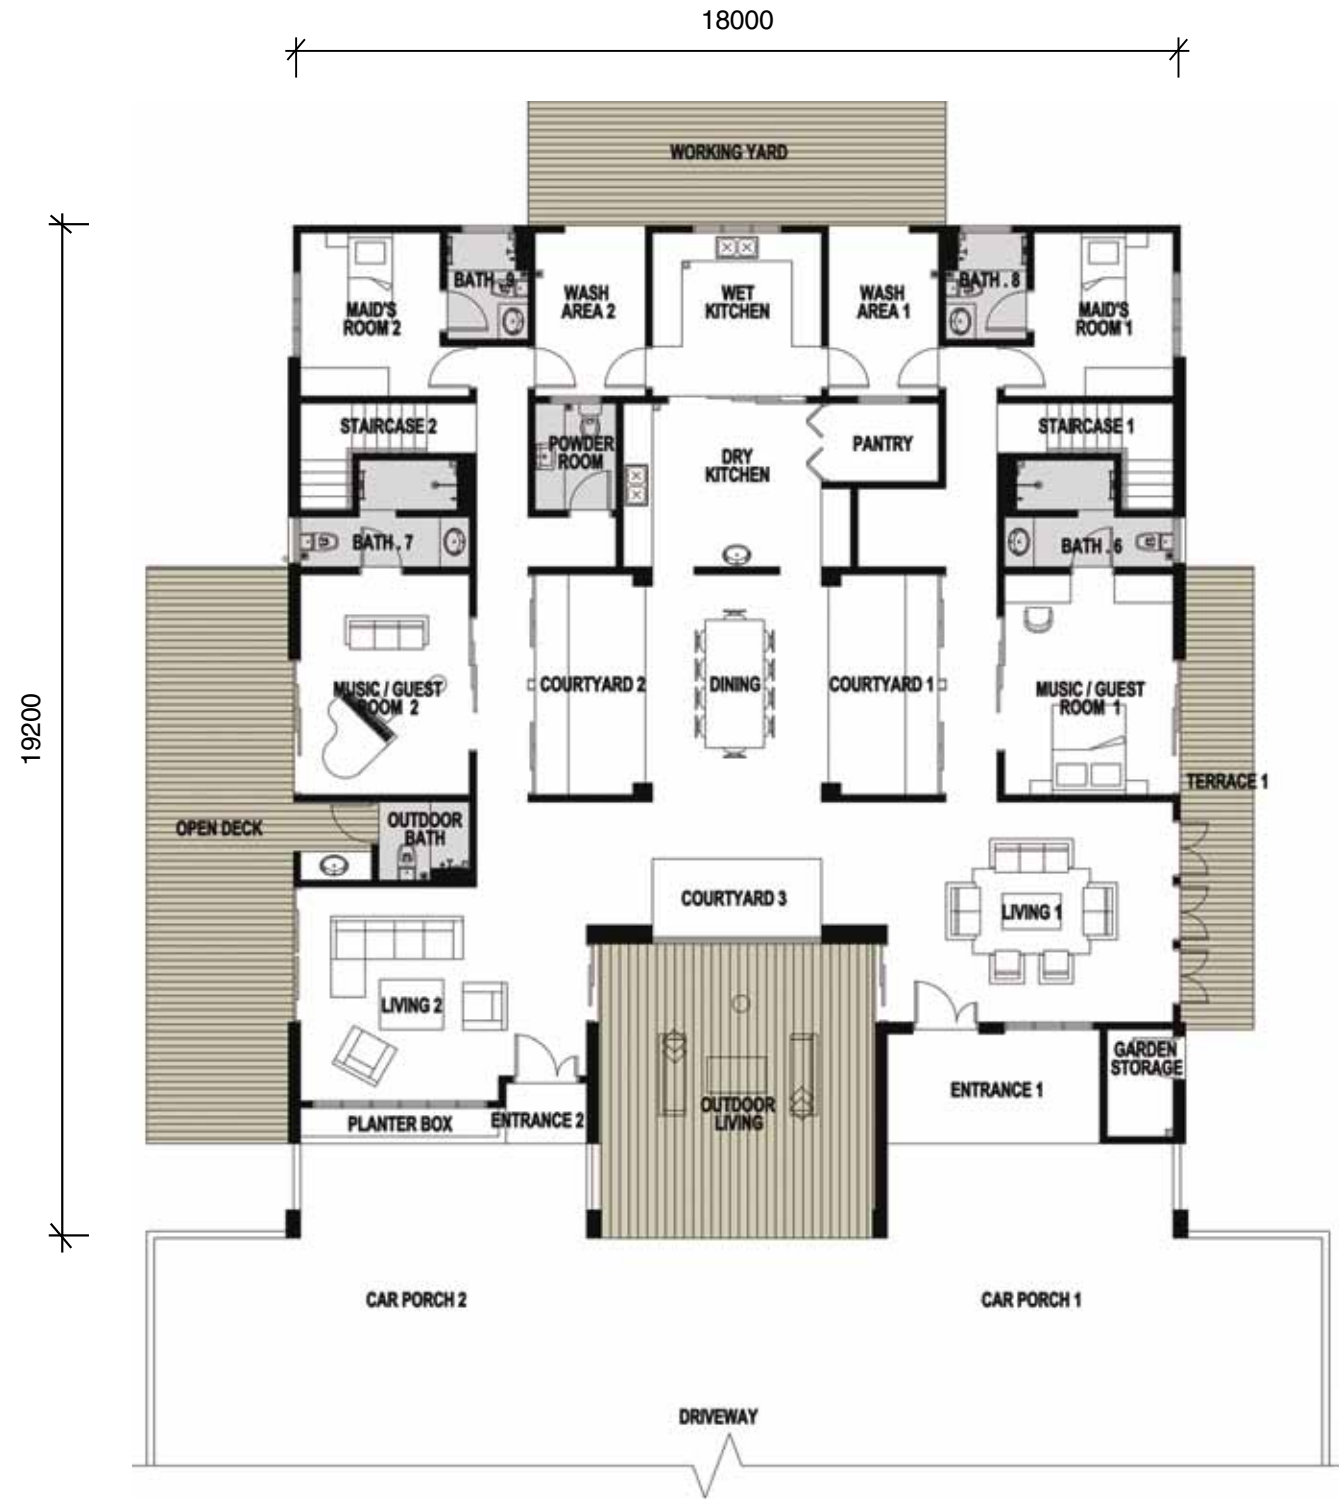 18000
19200
WORKING YARD
MAID'S
ROOM 2
BATH . 9
WASH
AREA 2
WET
KITCHEN
WASH
AREA 1
BATH . 8
MAID'S
ROOM 1
STAIRCASE 2
POWDER
ROOM
DRY
KITCHEN
PANTRY
STAIRCASE 1
BATH . 7
BATH . 6
MUSIC / GUEST
ROOM 2
COURTYARD 2
DINING
COURTYARD 1
MUSIC / GUEST
ROOM 1
TERRACE 1
OPEN DECK
OUTDOOR
BATH
COURTYARD 3
LIVING 1
LIVING 2
GARDEN
STORAGE
ENTRANCE 1
PLANTER BOX
ENTRANCE 2
OUTDOOR
LIVING
CAR PORCH 2
CAR PORCH 1
DRIVEWAY